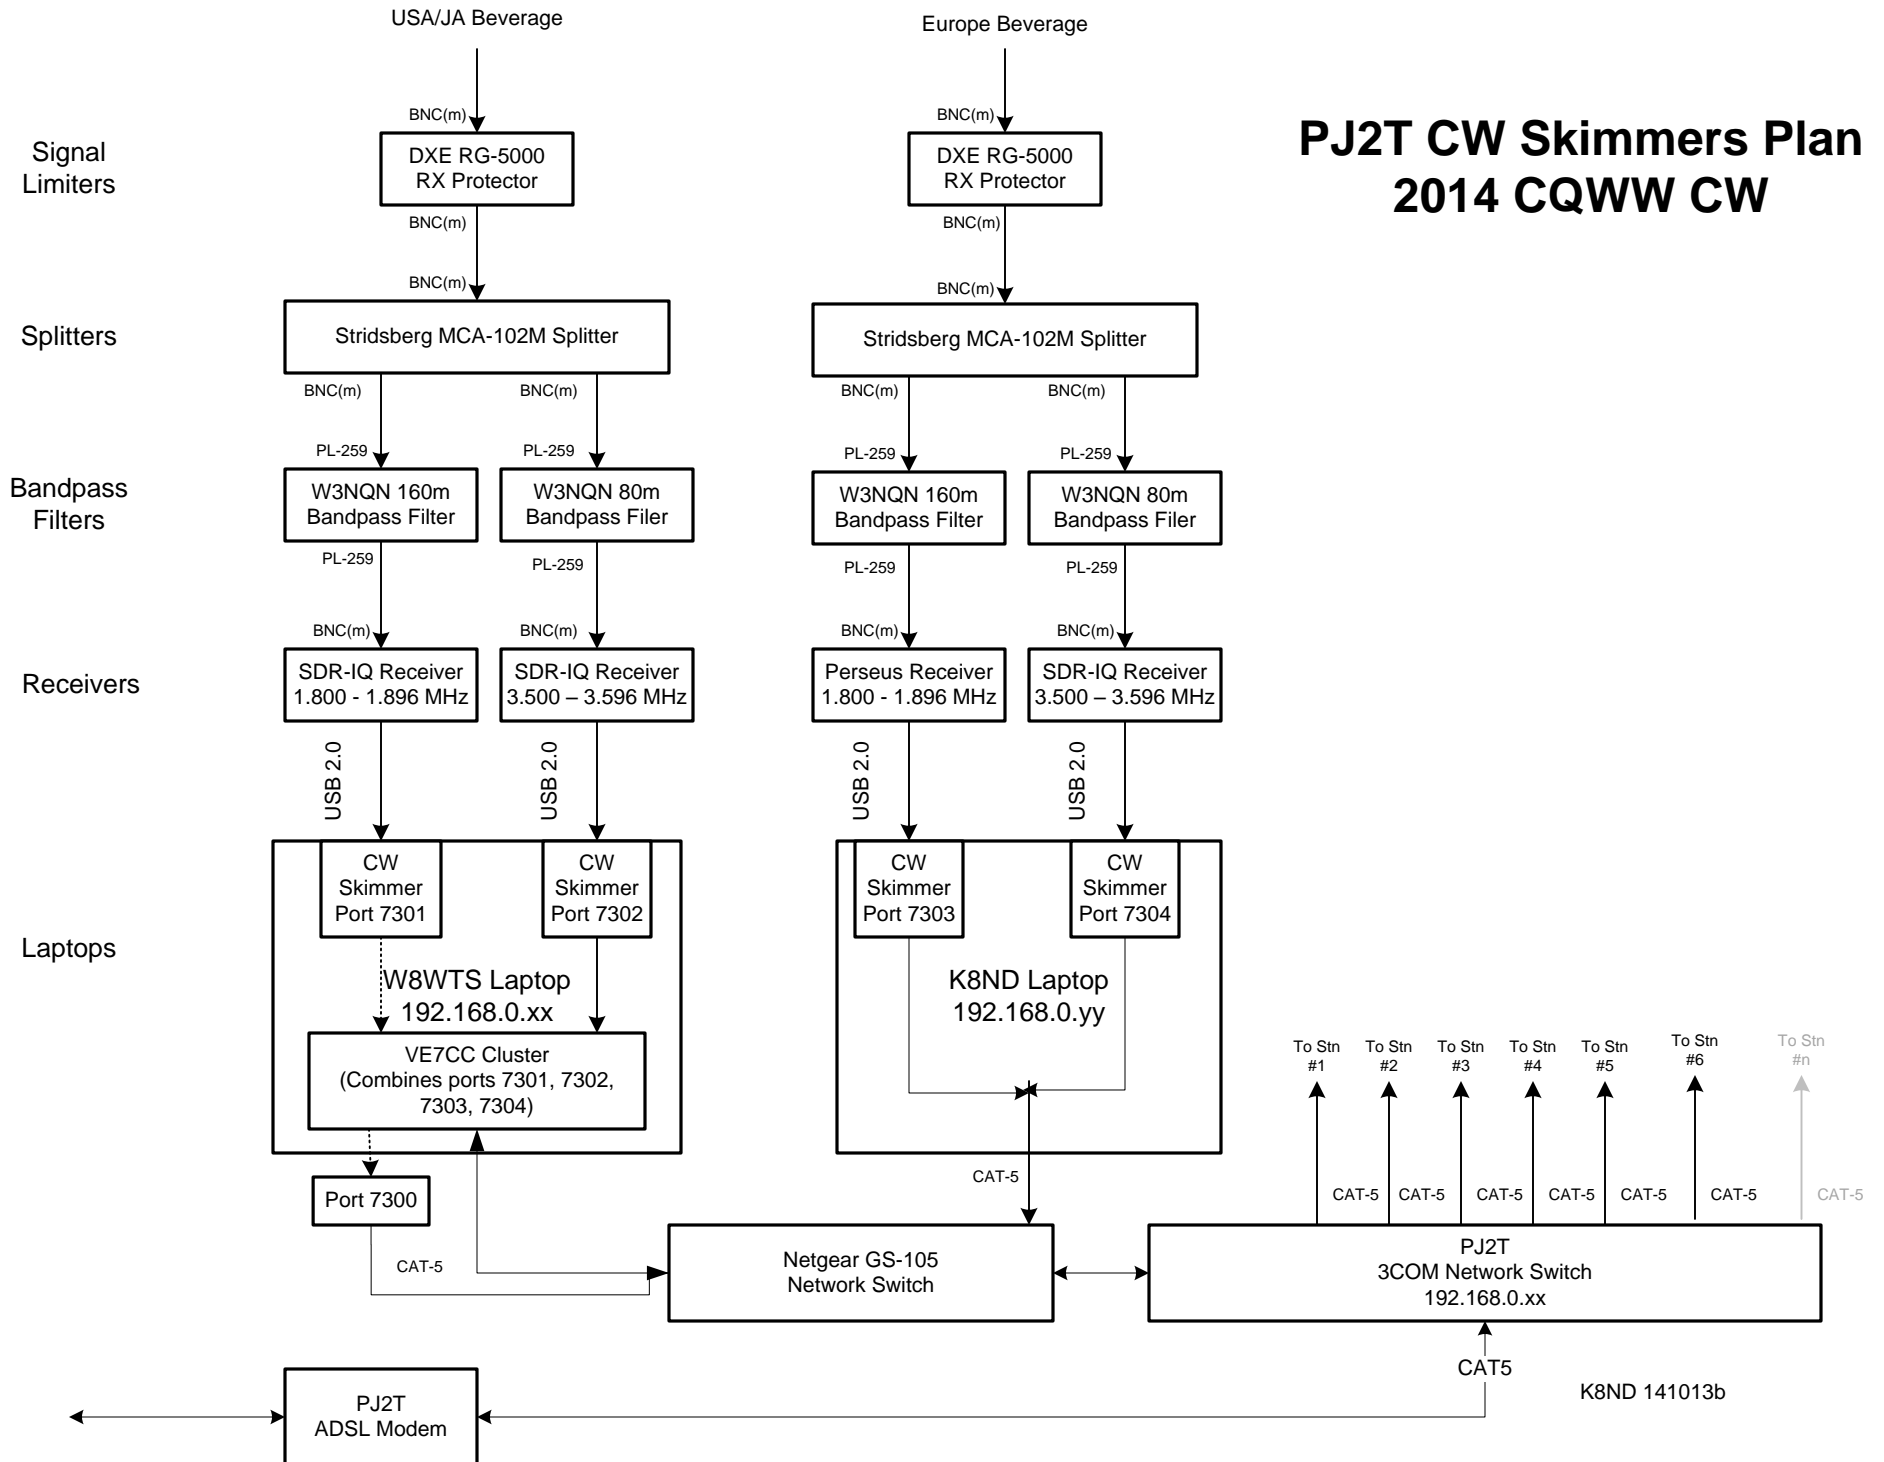 USA/JA Beverage
Europe Beverage
PJ2T CW Skimmers Plan
2014 CQWW CW
BNC(m)
BNC(m)
Signal
Limiters
DXE RG-5000
RX Protector
DXE RG-5000
RX Protector
BNC(m)
BNC(m)
BNC(m)
BNC(m)
Splitters
Stridsberg MCA-102M Splitter
Stridsberg MCA-102M Splitter
BNC(m)
BNC(m)
BNC(m)
BNC(m)
PL-259
PL-259
PL-259
PL-259
Bandpass
Filters
W3NQN 160m
Bandpass Filter
W3NQN 80m
Bandpass Filer
W3NQN 160m
Bandpass Filter
W3NQN 80m
Bandpass Filer
PL-259
PL-259
PL-259
PL-259
BNC(m)
BNC(m)
BNC(m)
BNC(m)
Receivers
SDR-IQ Receiver
1.800 - 1.896 MHz
SDR-IQ Receiver
3.500 – 3.596 MHz
Perseus Receiver
1.800 - 1.896 MHz
SDR-IQ Receiver
3.500 – 3.596 MHz
USB 2.0
USB 2.0
USB 2.0
USB 2.0
Laptops
CW
Skimmer
Port 7301
CW
Skimmer
Port 7302
CW
Skimmer
Port 7303
CW
Skimmer
Port 7304
W8WTS Laptop
192.168.0.xx
K8ND Laptop
192.168.0.yy
VE7CC Cluster
(Combines ports 7301, 7302,
7303, 7304)
To Stn
#1
To Stn
#2
To Stn
#3
To Stn
#4
To Stn
#5
To Stn
#6
To Stn
#n
Port 7300
CAT-5
CAT-5
CAT-5
CAT-5
CAT-5
CAT-5
CAT-5
CAT-5
CAT-5
Netgear GS-105
Network Switch
PJ2T
3COM Network Switch
192.168.0.xx
CAT5
K8ND 141013b
PJ2T
ADSL Modem